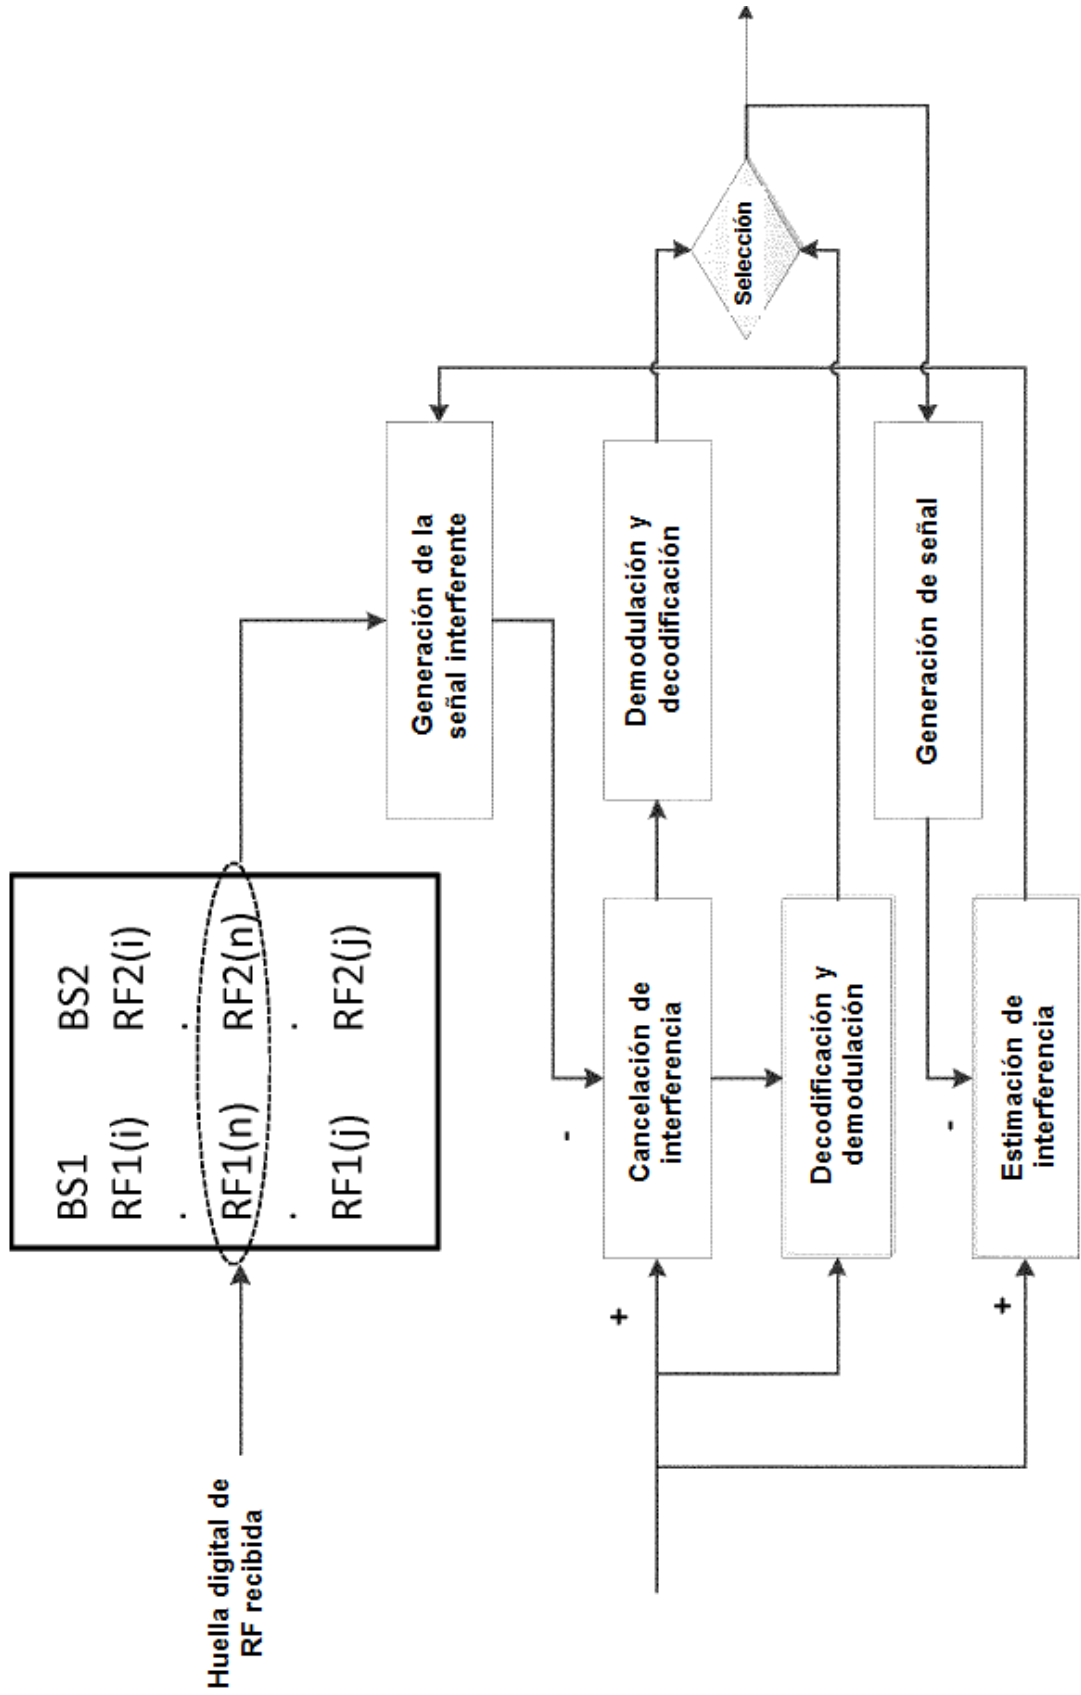 Huella digital de
RF recibida
BS1 BS2
RF1(i) RF2(i)
. .
RF1(n) RF2(n)
. .
RF1(j) RF2(j)
Generación de la
señal interferente
-
+
Cancelación de
interferencia
Demodulación y
decodificación
Decodificación y
demodulación
Selección
Generación de señal
-
+
Estimación de
interferencia